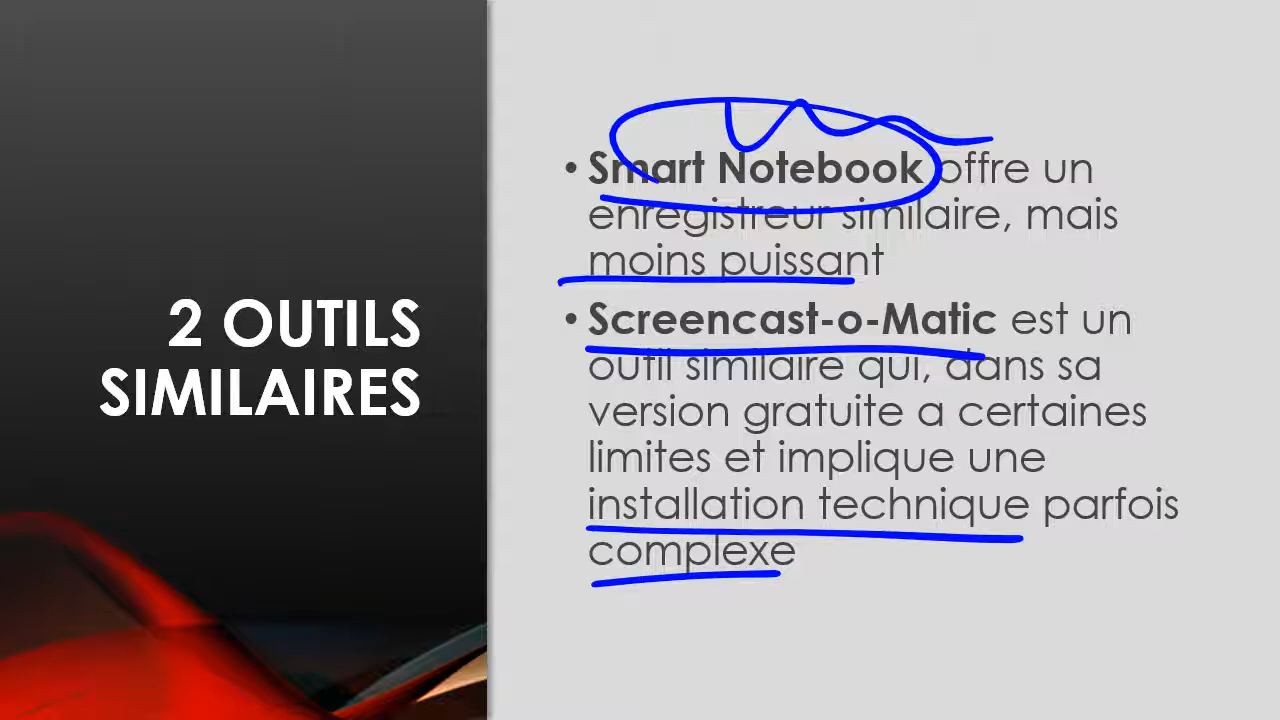 2 OUTILS
SIMILAIRES
• Smart Notebook offre un
enregistreur similaire, mais
moins puissant
• Screencast-o-Matic est un
outil similaire qui, dans sa
version gratuite a certaines
limites et implique une
installation technique parfois
complexe